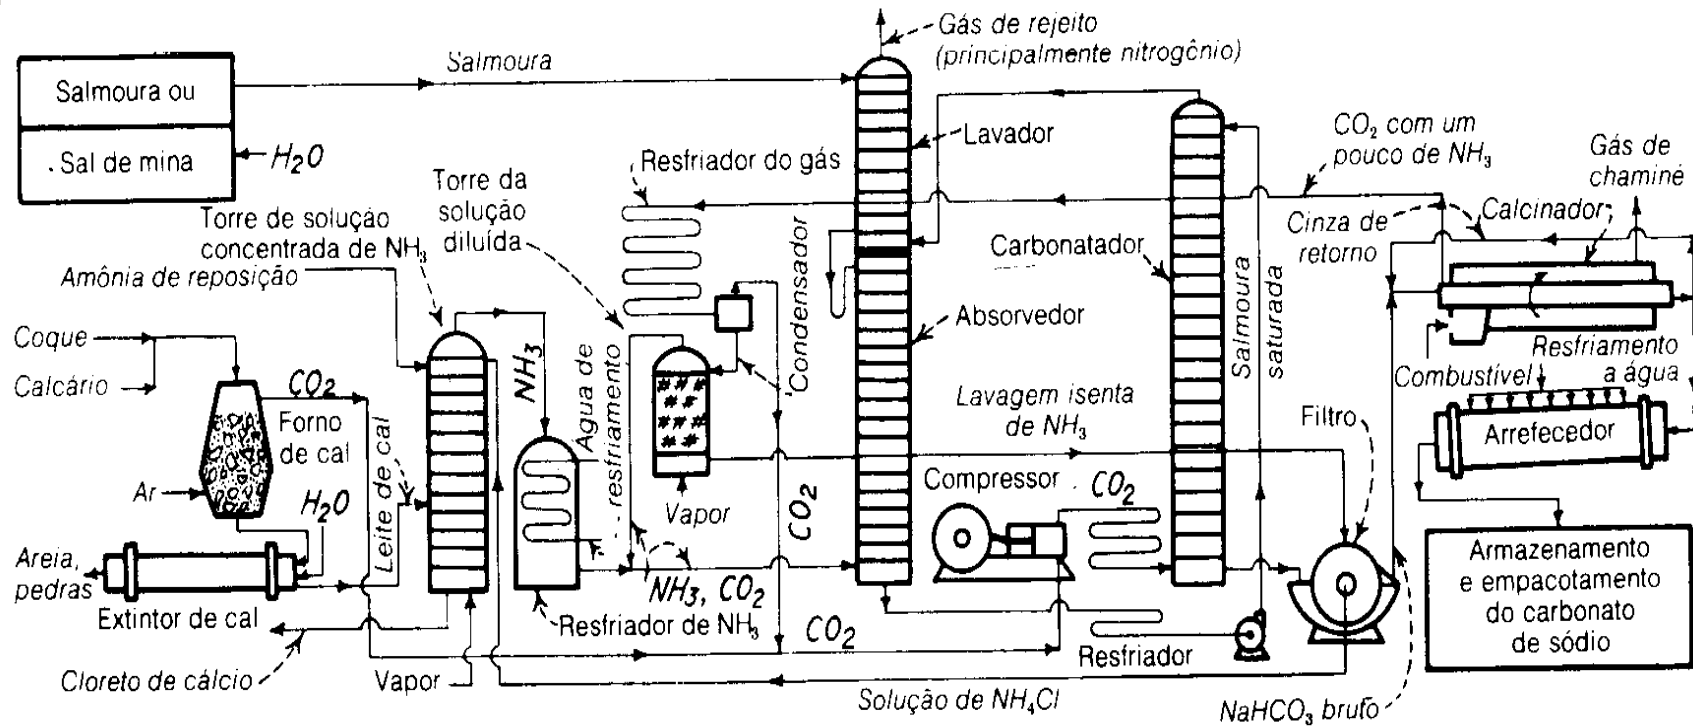 Gás de rejeito
(principalmente nitrogênio)
Salmoura
Salmoura ou
Sal de mina
H₂O
Lavador
CO₂ com um
pouco de NH₃
Gás de
chaminé
Resfriador do gás
Torre da
solução
diluída
Torre de solução
concentrada de NH₃
Amônia de reposição
Condensador
Carbonatador
Salmoura
saturada
Cinza de
retorno
Calcinador
Coque
Calcário
CO₂
Forno
de cal
Ar
H₂O
Leite de cal
NH₃
Água de
resfriamento
Absorvedor
Resfriamento
a água
Combustível
Lavagem isenta
de NH₃
Filtro
Arrefecedor
Compressor
CO₂
Vapor
CO₂
Areia,
pedras
Extintor de cal
NH₃, CO₂
Resfriador de NH₃
CO₂
Resfriador
Armazenamento
e empacotamento
do carbonato
de sódio
Cloreto de cálcio
Vapor
Solução de NH₄Cl
NaHCO₃ bruto